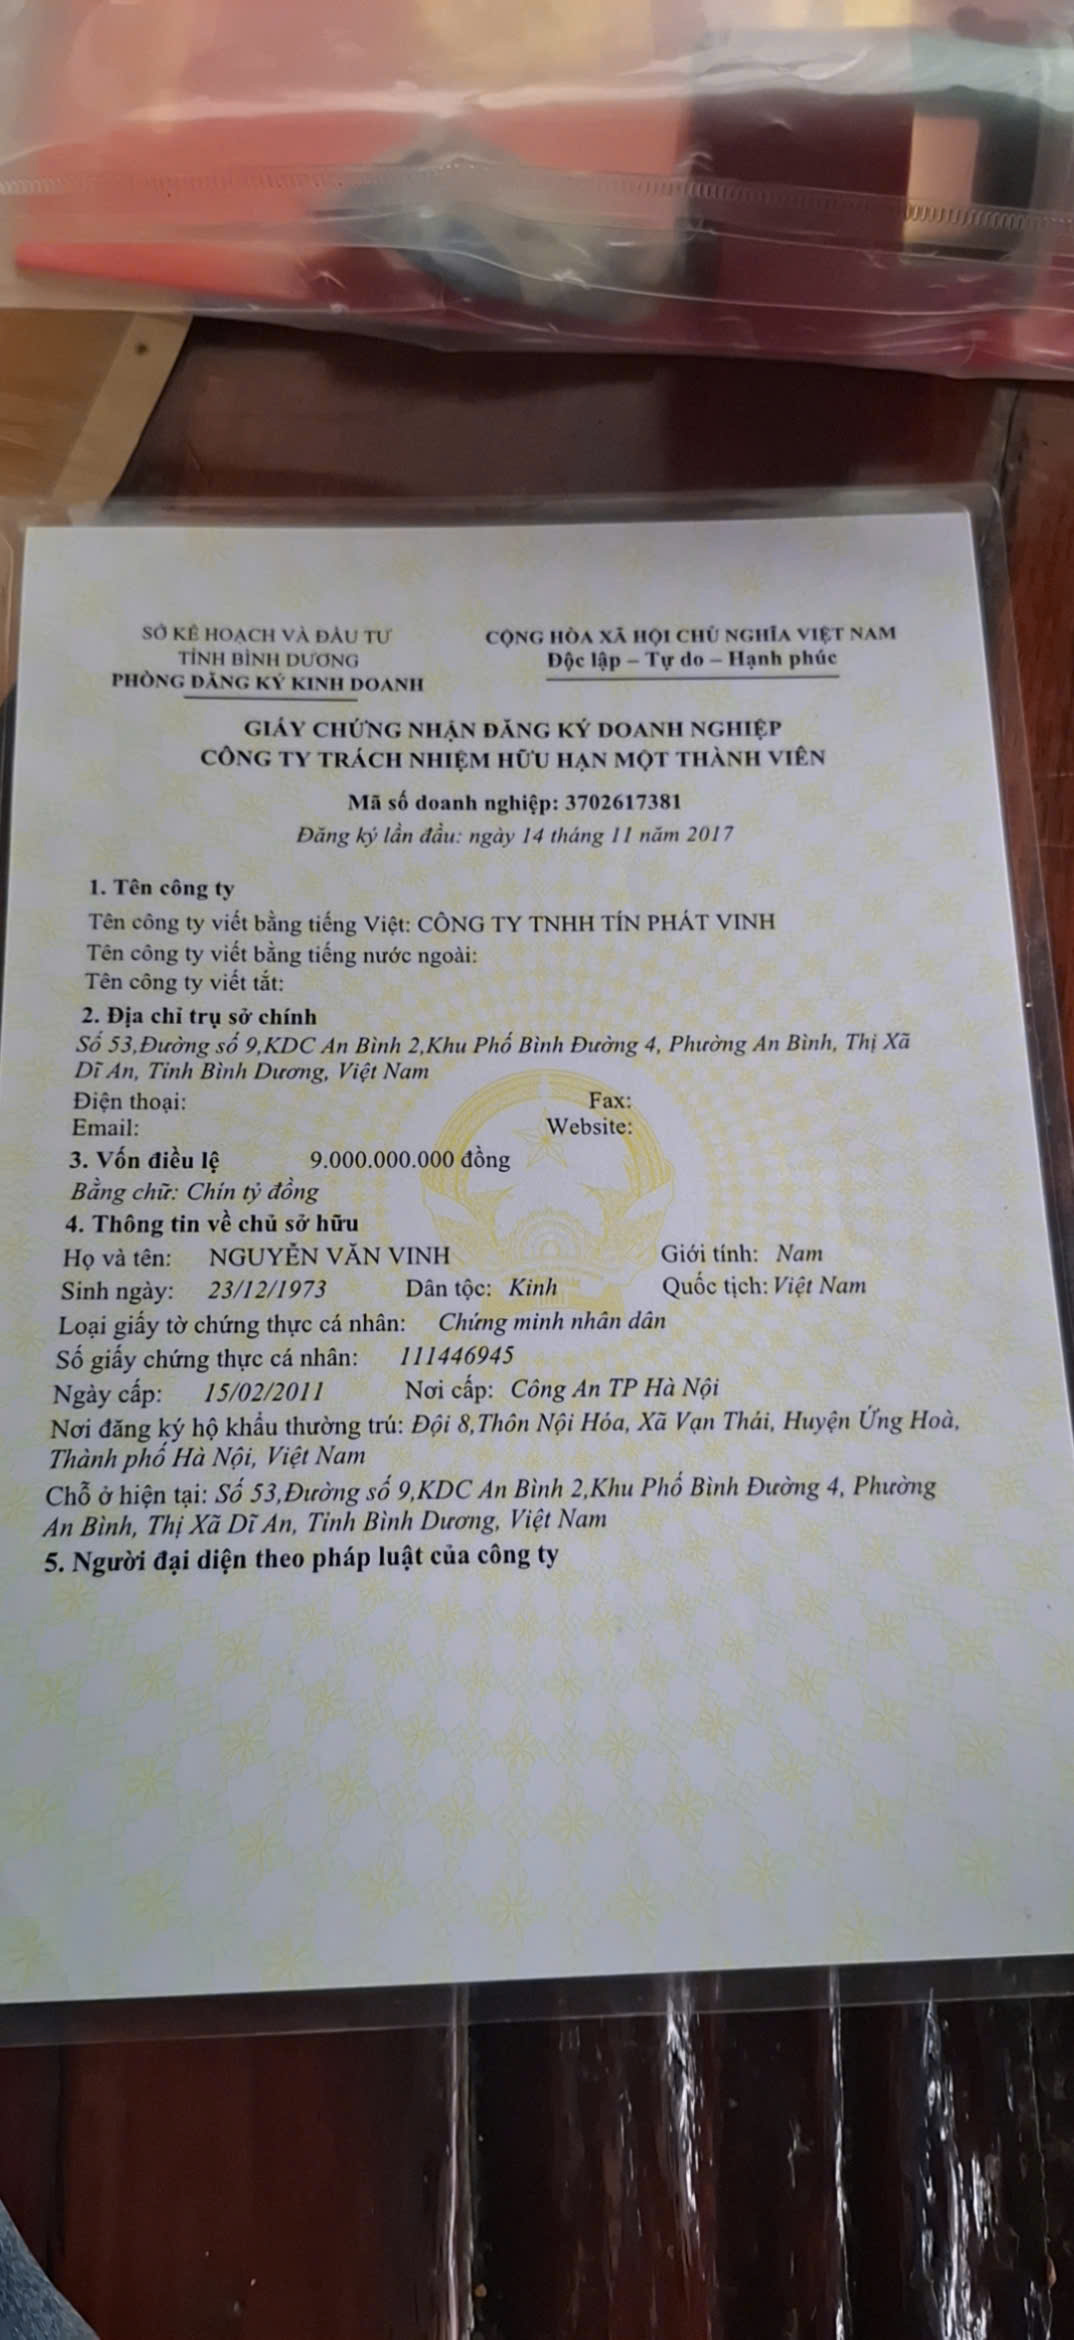 SỞ KẾ HOẠCH VÀ ĐẦU TƯ
TỈNH BÌNH DƯƠNG
PHÒNG ĐĂNG KÝ KINH DOANH
CỘNG HÒA XÃ HỘI CHỦ NGHĨA VIỆT NAM
Độc lập – Tự do – Hạnh phúc
GIẤY CHỨNG NHẬN ĐĂNG KÝ DOANH NGHIỆP
CÔNG TY TRÁCH NHIỆM HỮU HẠN MỘT THÀNH VIÊN
Mã số doanh nghiệp: 3702617381
Đăng ký lần đầu: ngày 14 tháng 11 năm 2017
1. Tên công ty
Tên công ty viết bằng tiếng Việt: CÔNG TY TNHH TÍN PHÁT VINH
Tên công ty viết bằng tiếng nước ngoài:
Tên công ty viết tắt:
2. Địa chỉ trụ sở chính
Số 53,Đường số 9,KDC An Bình 2,Khu Phố Bình Đường 4, Phường An Bình, Thị Xã
Dĩ An, Tỉnh Bình Dương, Việt Nam
Điện thoại: Fax:
Email: Website:
3. Vốn điều lệ 9.000.000.000 đồng
Bằng chữ: Chín tỷ đồng
4. Thông tin về chủ sở hữu
Họ và tên: NGUYỄN VĂN VINH Giới tính: Nam
Sinh ngày: 23/12/1973 Dân tộc: Kinh Quốc tịch: Việt Nam
Loại giấy tờ chứng thực cá nhân: Chứng minh nhân dân
Số giấy chứng thực cá nhân: 111446945
Ngày cấp: 15/02/2011 Nơi cấp: Công An TP Hà Nội
Nơi đăng ký hộ khẩu thường trú: Đội 8,Thôn Nội Hóa, Xã Vạn Thái, Huyện Ứng Hoà,
Thành phố Hà Nội, Việt Nam
Chỗ ở hiện tại: Số 53,Đường số 9,KDC An Bình 2,Khu Phố Bình Đường 4, Phường
An Bình, Thị Xã Dĩ An, Tỉnh Bình Dương, Việt Nam
5. Người đại diện theo pháp luật của công ty